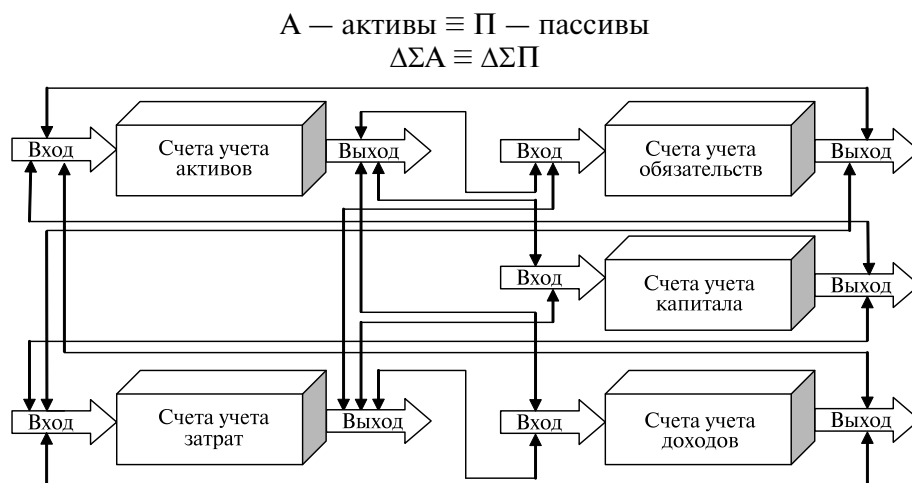 А — активы ≡ П — пассивы
ΔΣА ≡ ΔΣП
Вход
Счета учета
активов
Выход
Вход
Счета учета
обязательств
Выход
Вход
Счета учета
капитала
Выход
Вход
Счета учета
затрат
Выход
Вход
Счета учета
доходов
Выход